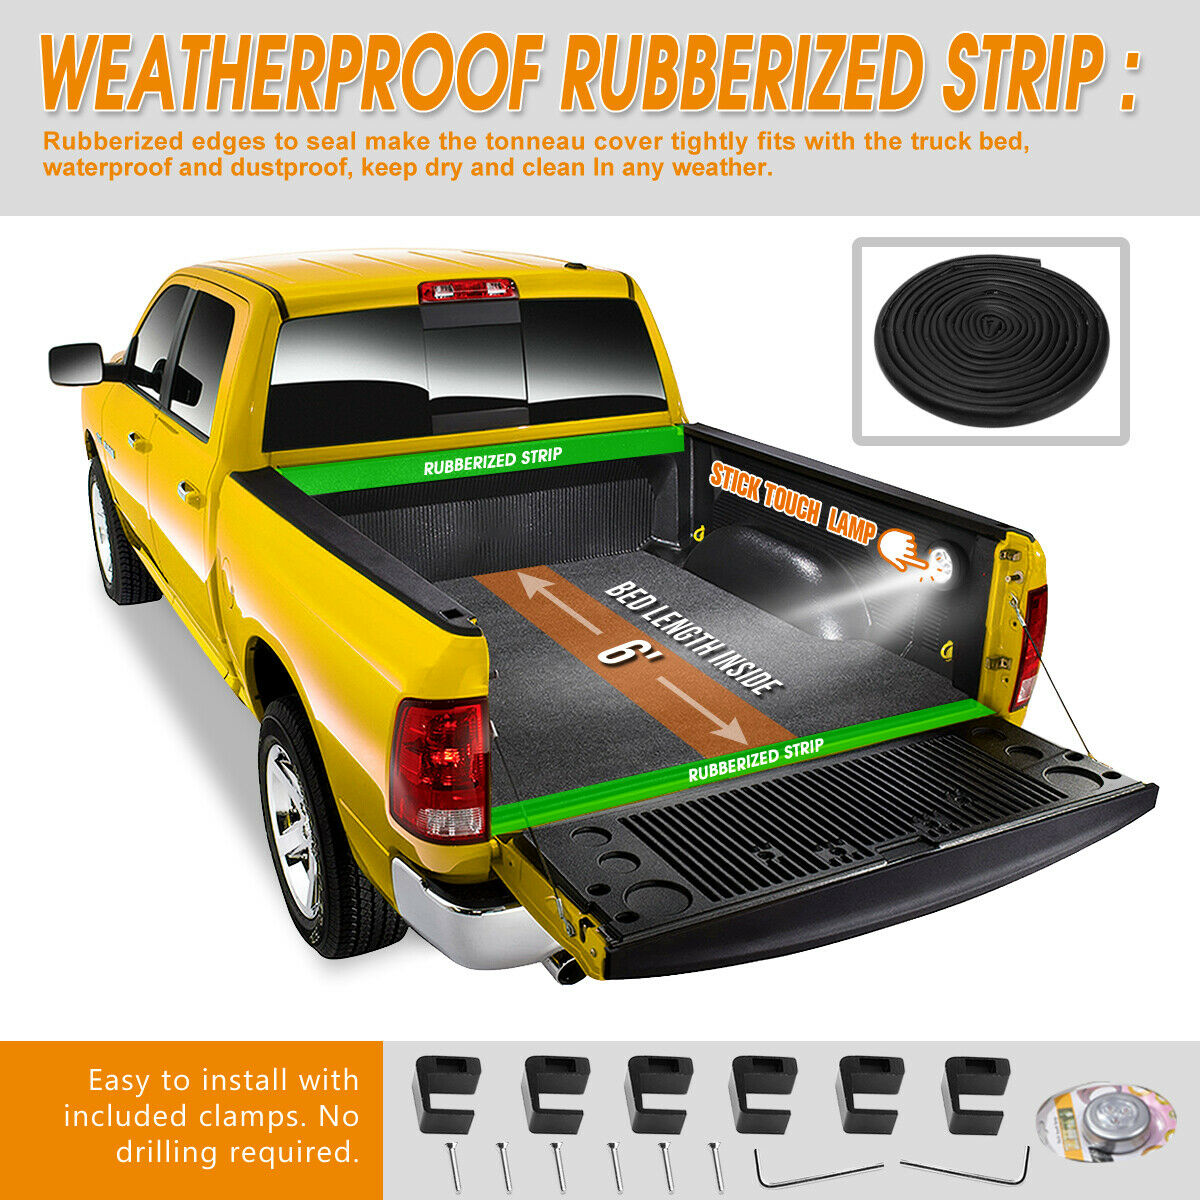 WEATHERPROOF RUBBERIZED STRIP :
Rubberized edges to seal make the tonneau cover tightly fits with the truck bed,
waterproof and dustproof, keep dry and clean In any weather.
RUBBERIZED STRIP
STICK TOUCH LAMP
BED LENGTH INSIDE
6'
RUBBERIZED STRIP
Easy to install with
included clamps. No
drilling required.